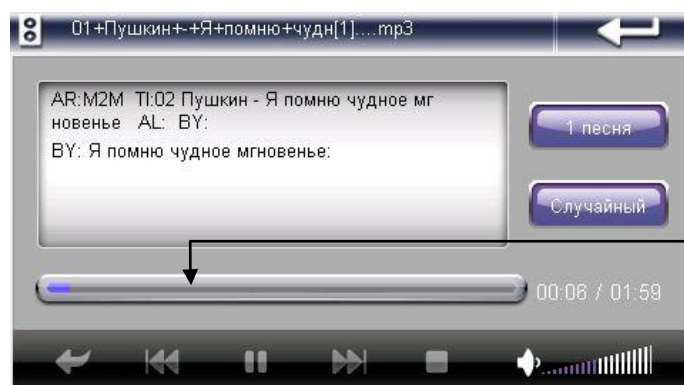 01+Пушкин+-+Я+помню+чудн[1]....mp3
AR:M2M TI:02 Пушкин - Я помню чудное мг
новенье AL: BY:
BY: Я помню чудное мгновенье:
1 песня
Случайный
00:06 / 01:59